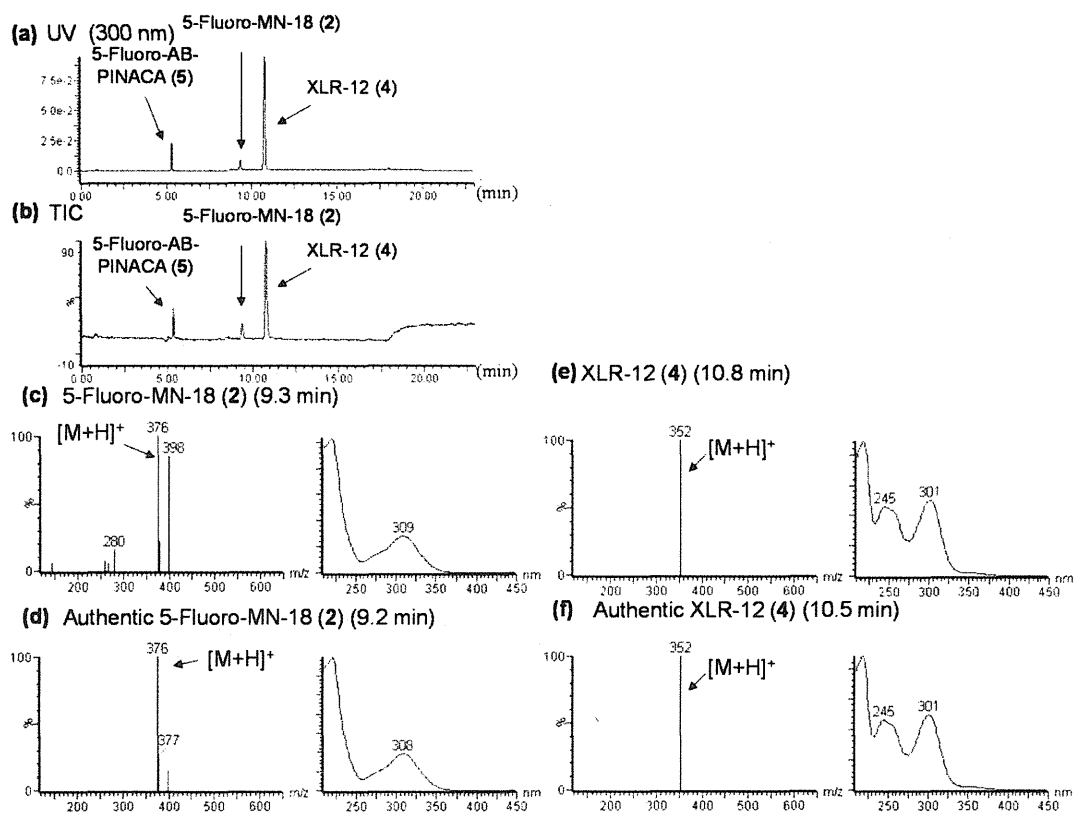 (a) UV (300 nm)
5-Fluoro-MN-18 (2)
5-Fluoro-AB-
PINACA (5)
XLR-12 (4)
7.5e-2
5.0e-2
2.5e-2
0.0
0.00 5.00 10.00 15.00 20.00 (min)
(b) TIC
5-Fluoro-MN-18 (2)
5-Fluoro-AB-
PINACA (5)
XLR-12 (4)
90
%
-10
0.00 5.00 10.00 15.00 20.00 (min)
(c) 5-Fluoro-MN-18 (2) (9.3 min)
[M+H]+
376
398
280
100
%
0
200 300 400 500 600 m/z
309
250 300 350 400 450 nm
(e) XLR-12 (4) (10.8 min)
352
[M+H]+
100
%
0
200 300 400 500 600 m/z
245
301
250 300 350 400 450 nm
(d) Authentic 5-Fluoro-MN-18 (2) (9.2 min)
376
[M+H]+
377
100
%
0
200 300 400 500 600 m/z
308
250 300 350 400 450 nm
(f) Authentic XLR-12 (4) (10.5 min)
352
[M+H]+
100
%
0
200 300 400 500 600 m/z
245
301
250 300 350 400 450 nm